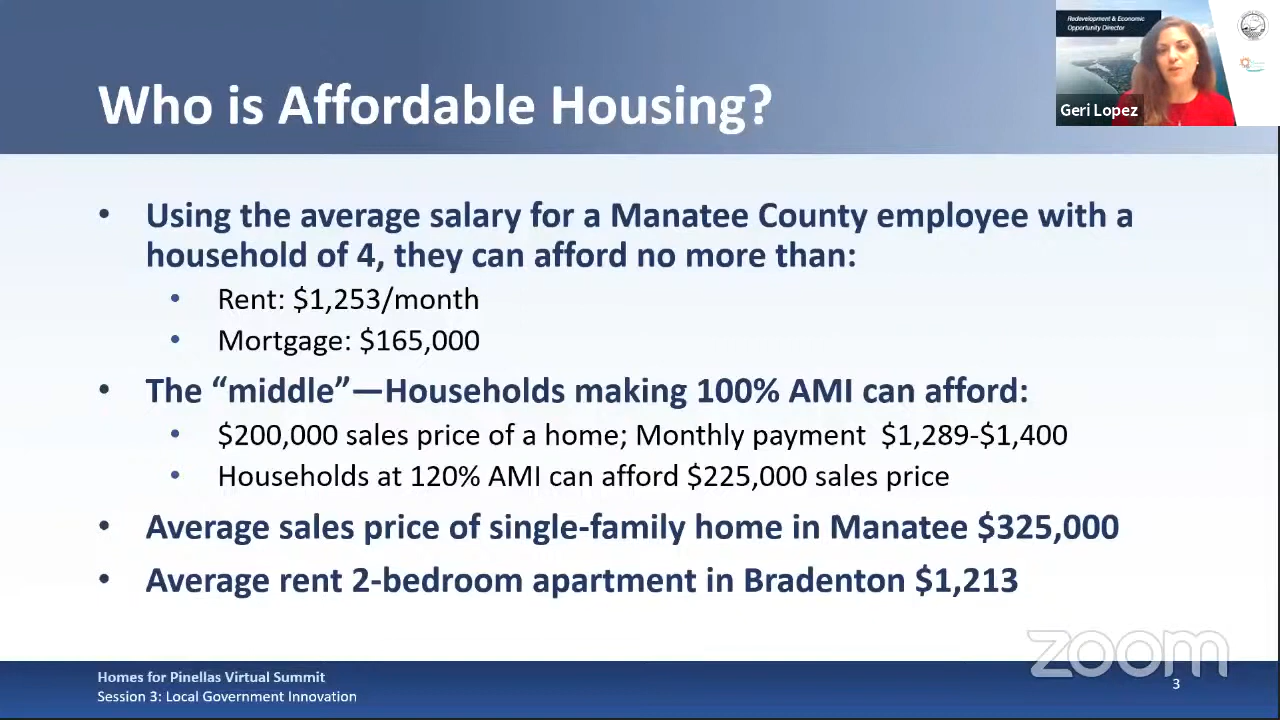 Redevelopment & Economic
Opportunity Director
Geri Lopez
Who is Affordable Housing?
• Using the average salary for a Manatee County employee with a
household of 4, they can afford no more than:
• Rent: $1,253/month
• Mortgage: $165,000
• The “middle”—Households making 100% AMI can afford:
• $200,000 sales price of a home; Monthly payment  $1,289-$1,400
• Households at 120% AMI can afford $225,000 sales price
• Average sales price of single-family home in Manatee $325,000
• Average rent 2-bedroom apartment in Bradenton $1,213
zoom
Homes for Pinellas Virtual Summit
Session 3: Local Government Innovation
3